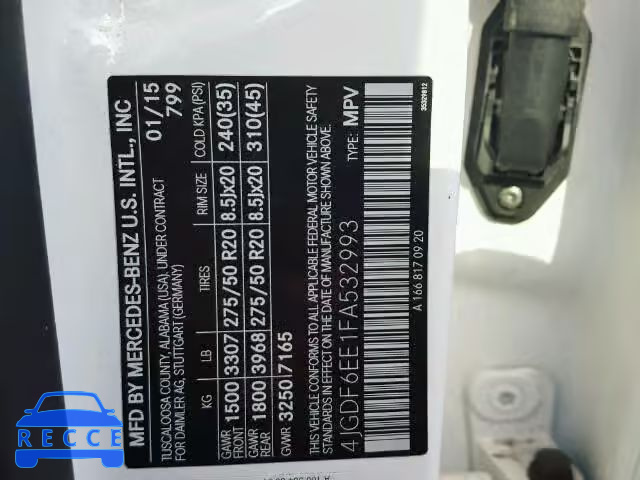 MFD BY MERCEDES-BENZ U.S. INTL., INC
TUSCALOOSA COUNTY, ALABAMA (USA), UNDER CONTRACT
FOR DAIMLER AG, STUTTGART (GERMANY)
01/15
799
KG LB TIRES RIM SIZE COLD KPA(PSI)
GAWR FRONT 1500 3307 275/50 R20 8.5Jx20 240(35)
GAWR REAR 1800 3968 275/50 R20 8.5Jx20 310(45)
GVWR 3250 7165
THIS VEHICLE CONFORMS TO ALL APPLICABLE FEDERAL MOTOR VEHICLE SAFETY
STANDARDS IN EFFECT ON THE DATE OF MANUFACTURE SHOWN ABOVE.
4JGDF6EE1FA532993 TYPE: MPV
A 166 817 09 20
35329812
AUTOBIDMASTER